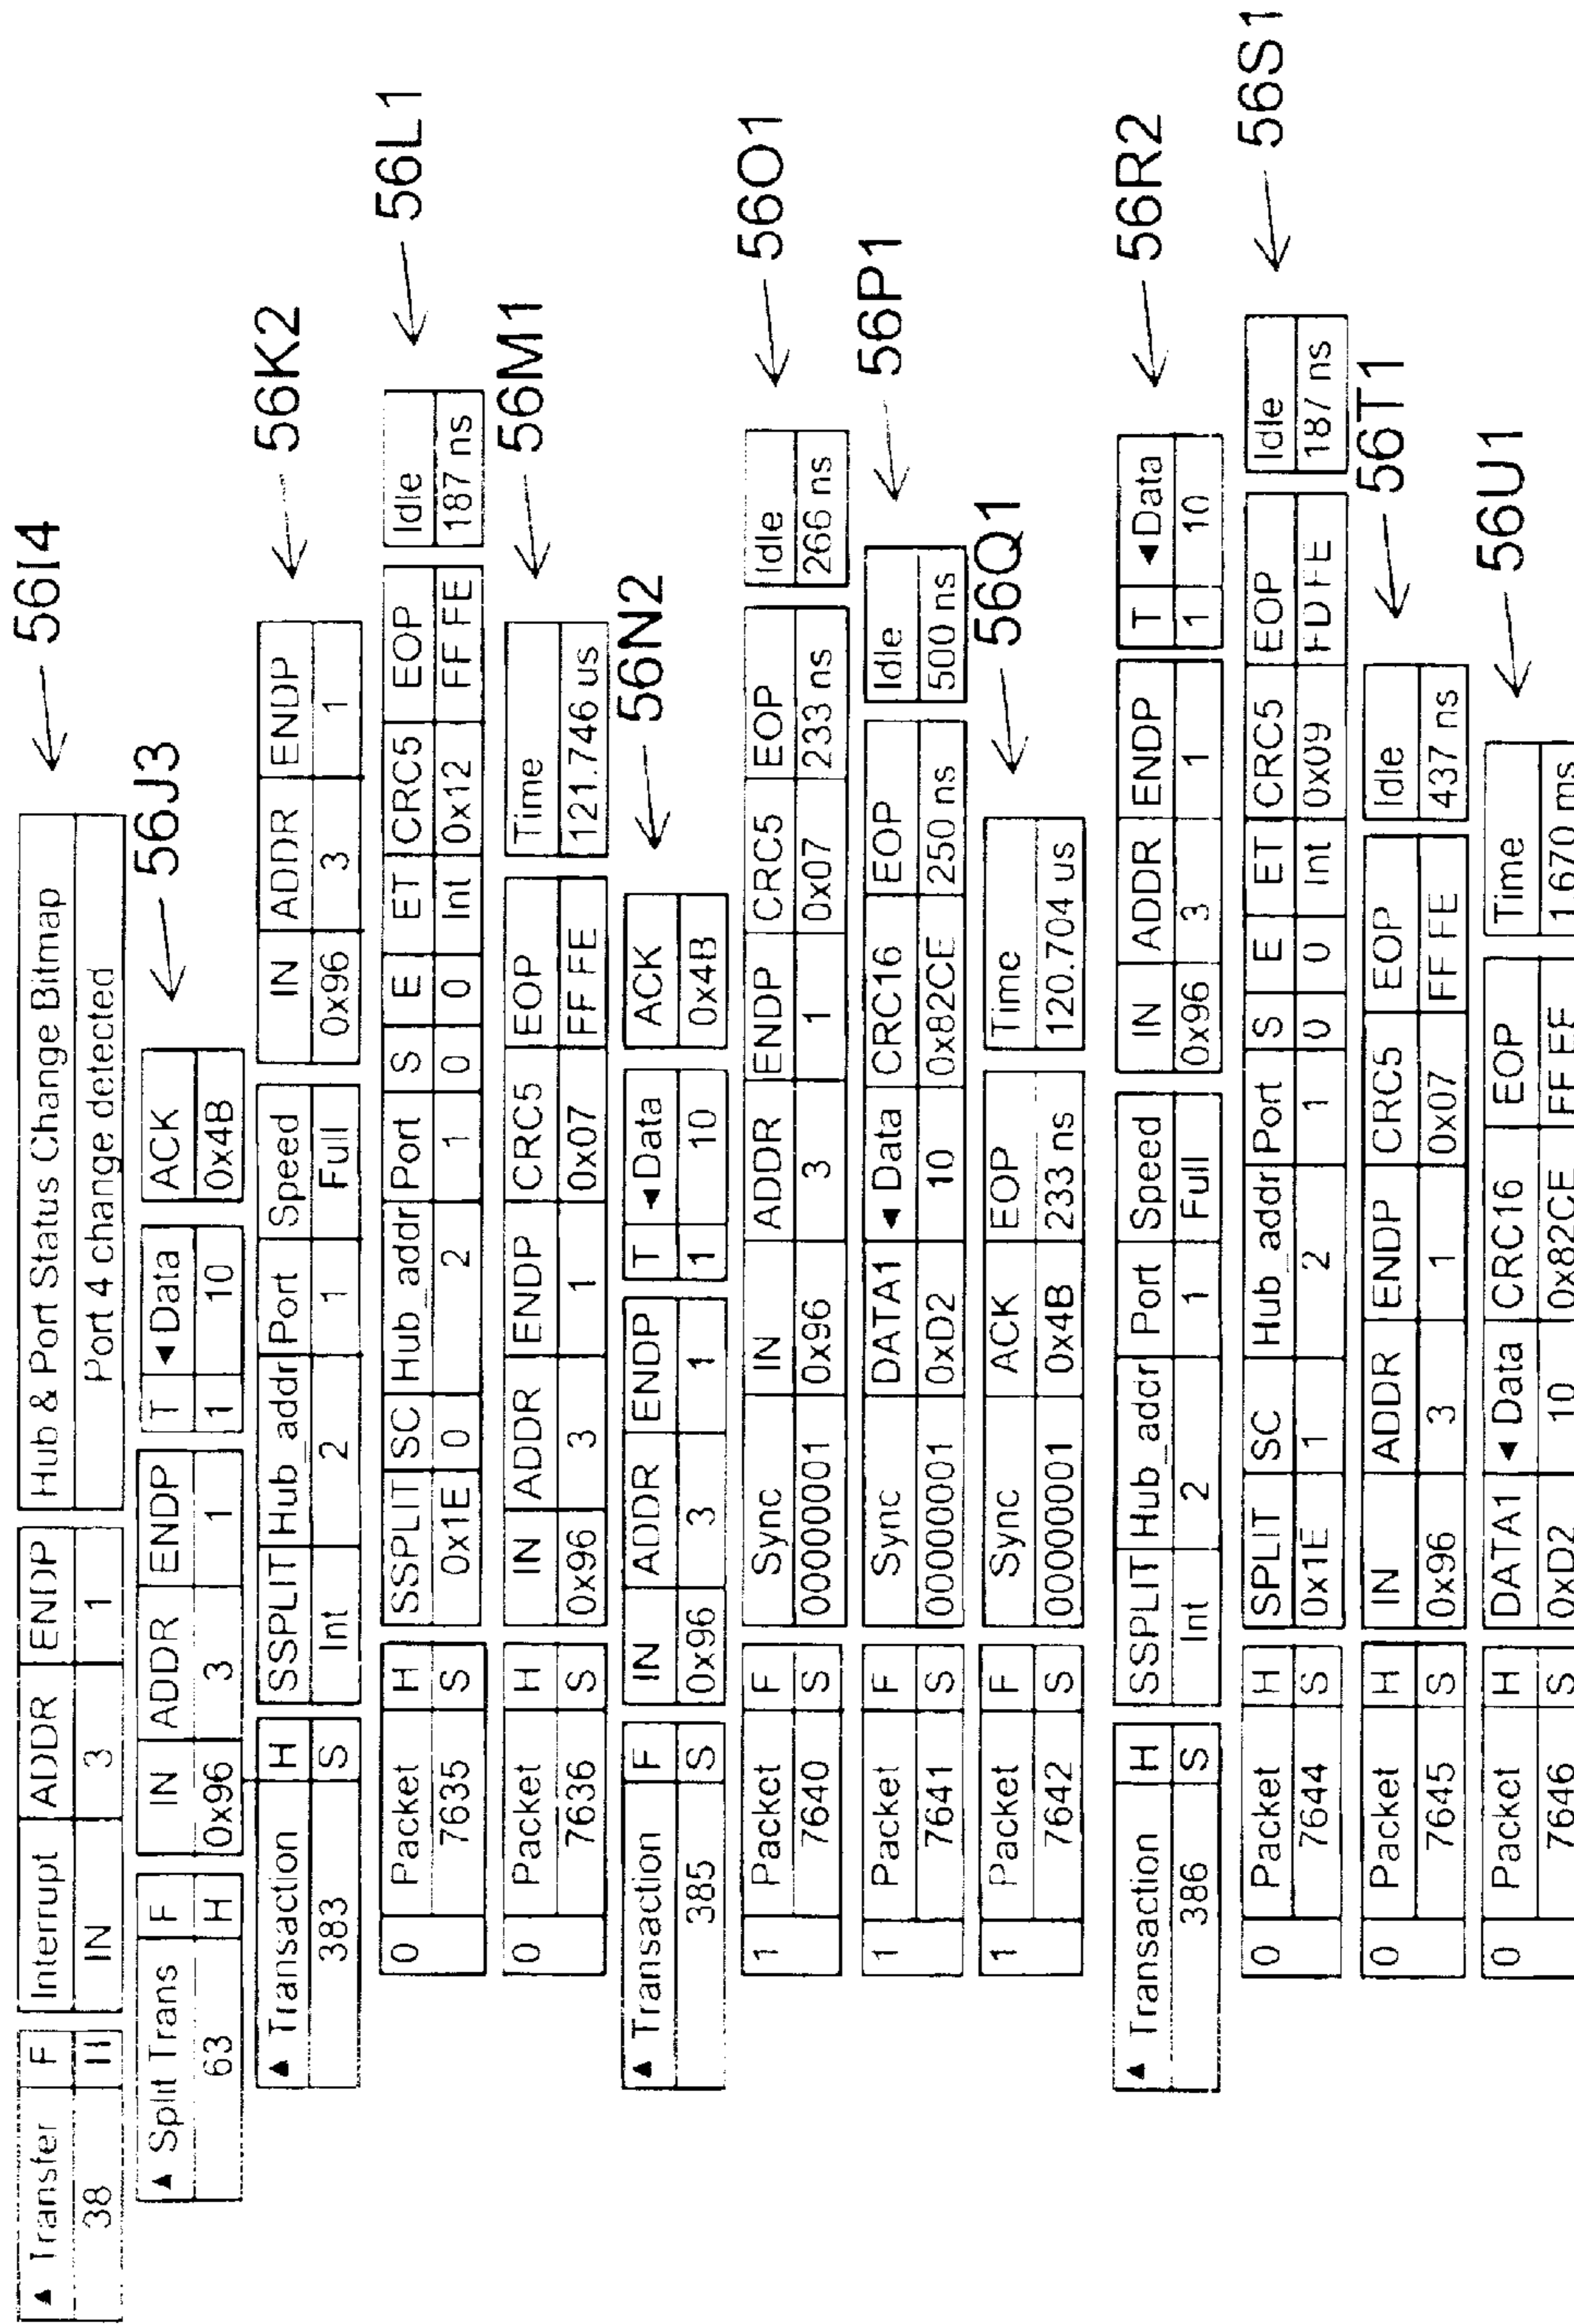 ▲ Transfer F Interrupt ADDR ENDP Hub & Port Status Change Bitmap
38 H IN 3 1 Port 4 change detected
56I4
▲ Split Trans F IN ADDR ENDP T ◄Data ACK
63 H 0x96 3 1 1 10 0x4B
56J3
▲ Transaction H SSPLIT Hub_addr Port Speed IN ADDR ENDP
383 S Int 2 1 Full 0x96 3 1
56K2
0 Packet H SSPLIT SC Hub_addr Port S E ET CRC5 EOP Idle
7635 S 0x1E 0 2 1 0 0 Int 0x12 FF FE 187 ns
56L1
0 Packet H IN ADDR ENDP CRC5 EOP Time
7636 S 0x96 3 1 0x07 FF FE 121.746 us
56M1
▲ Transaction F IN ADDR ENDP T ◄Data ACK
385 S 0x96 3 1 1 10 0x4B
56N2
1 Packet F Sync IN ADDR ENDP CRC5 EOP Idle
7640 S 00000001 0x96 3 1 0x07 233 ns 266 ns
56O1
1 Packet F Sync DATA1 ◄Data CRC16 EOP Idle
7641 S 00000001 0xD2 10 0x82CE 250 ns 500 ns
56P1
1 Packet F Sync ACK EOP Time
7642 S 00000001 0x4B 233 ns 120.704 us
56Q1
▲ Transaction H SSPLIT Hub_addr Port Speed IN ADDR ENDP T ◄Data
386 S Int 2 1 Full 0x96 3 1 1 10
56R2
0 Packet H SPLIT SC Hub_addr Port S E ET CRC5 EOP Idle
7644 S 0x1E 1 2 1 0 0 Int 0x09 FD FE 187 ns
56S1
0 Packet H IN ADDR ENDP CRC5 EOP Idle
7645 S 0x96 3 1 0x07 FF FE 437 ns
56T1
0 Packet H DATA1 ◄Data CRC16 EOP Time
7646 S 0xD2 10 0x82CE 1.670 ms
56U1